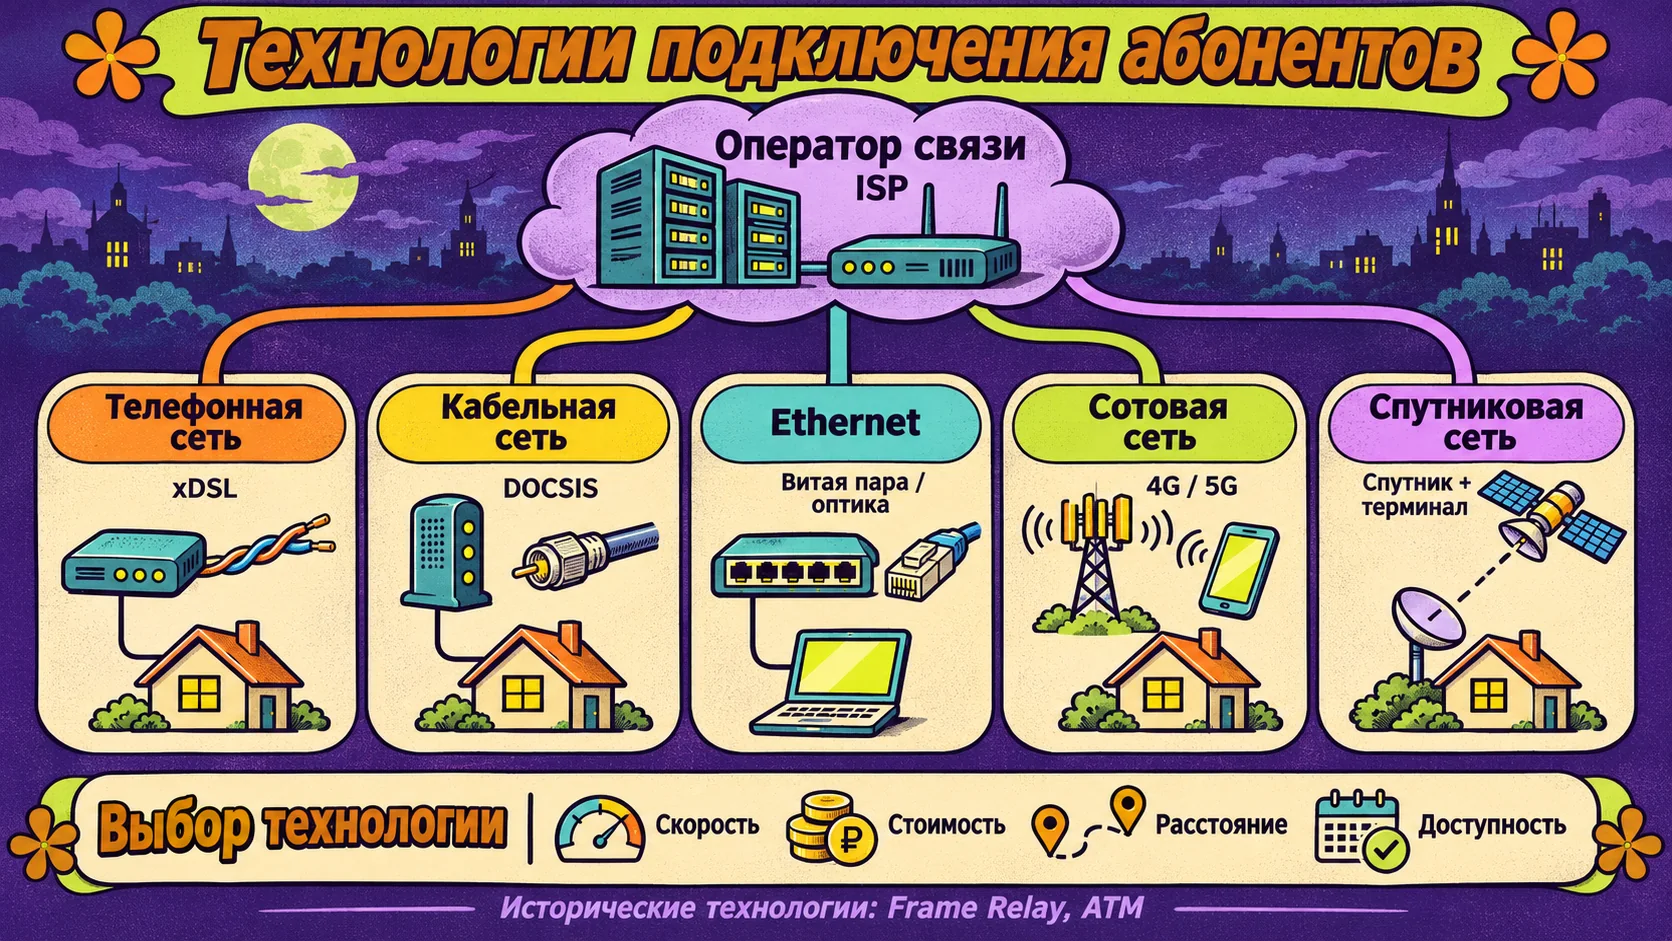 Технологии подключения абонентов
Оператор связи
ISP
Телефонная
сеть
xDSL
Кабельная
сеть
DOCSIS
Ethernet
Витая пара /
оптика
Сотовая
сеть
4G / 5G
Спутниковая
сеть
Спутник +
терминал
Выбор технологии
Скорость
₽
Стоимость
Расстояние
Доступность
Исторические технологии: Frame Relay, ATM